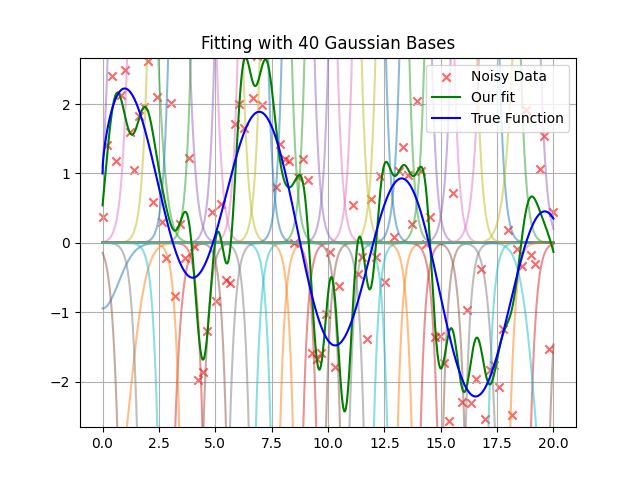 Fitting with 40 Gaussian Bases
Noisy Data
Our fit
True Function
2
1
0
−1
−2
0.0 2.5 5.0 7.5 10.0 12.5 15.0 17.5 20.0